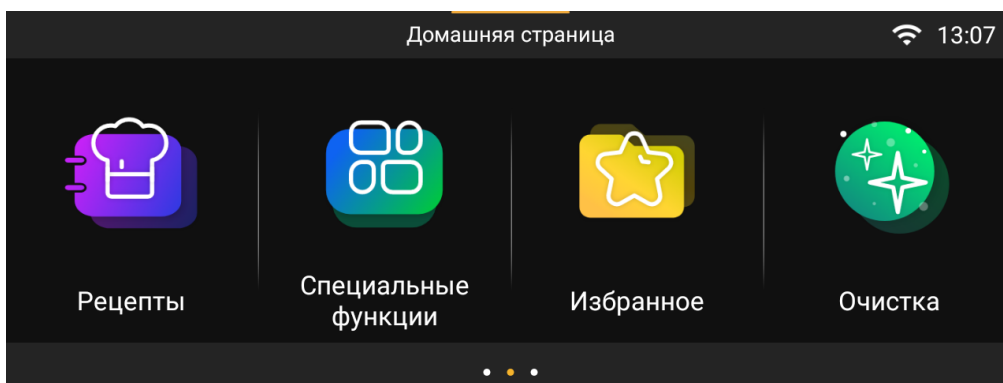 Домашняя страница
13:07
Рецепты
Специальные
функции
Избранное
Очистка